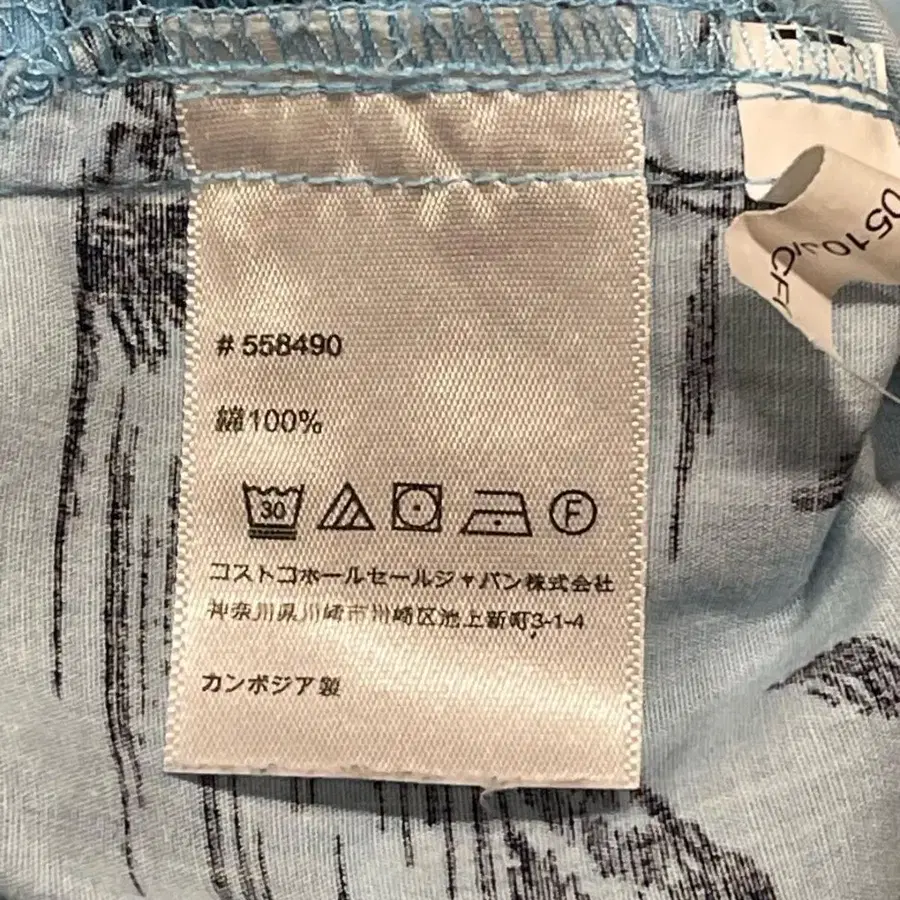 # 558490
綿100%
30
F
コストコホールセールジャパン株式会社
神奈川県川崎市川崎区池上新町3-1-4
カンボジア製
0510